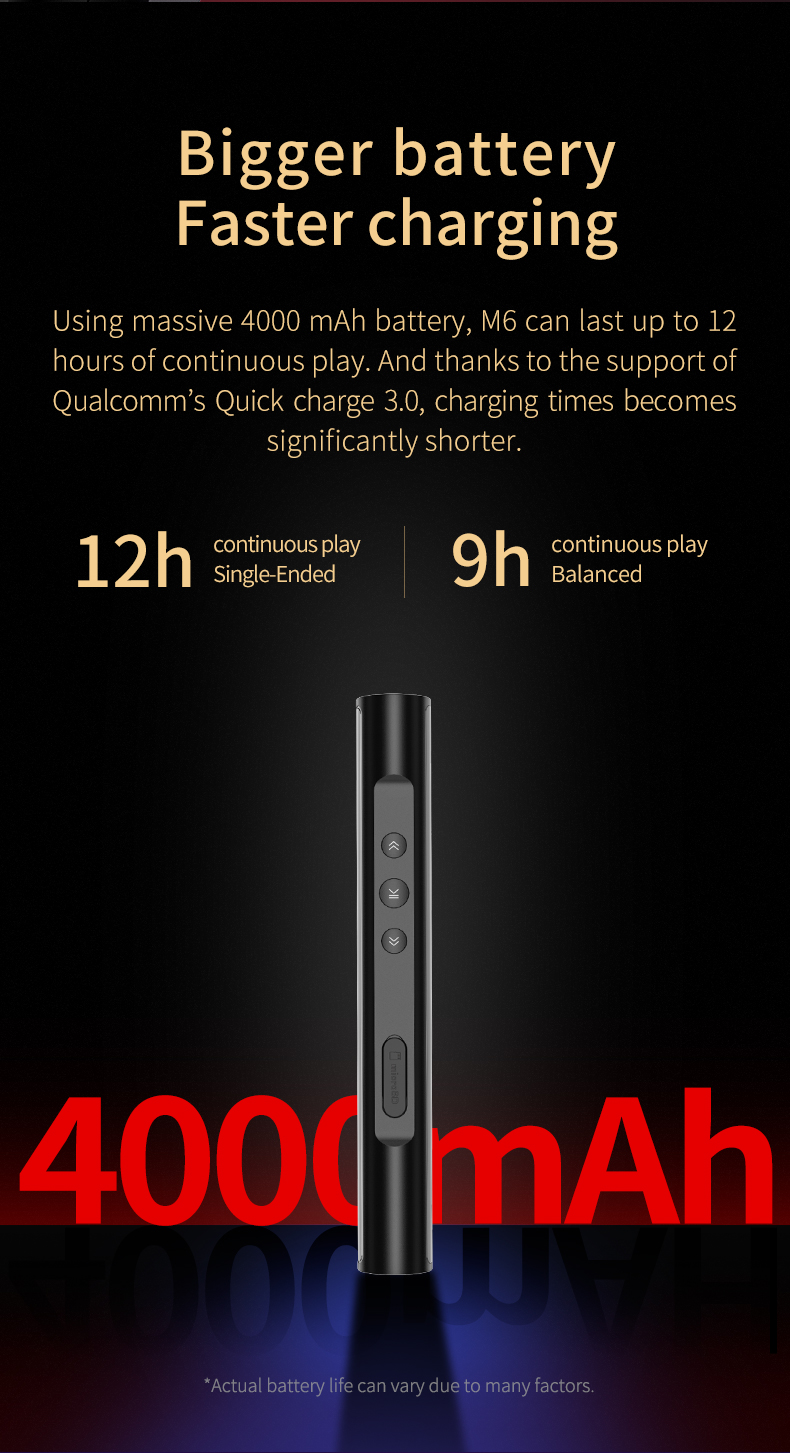 Bigger battery
Faster charging
Using massive 4000 mAh battery, M6 can last up to 12
hours of continuous play. And thanks to the support of
Qualcomm’s Quick charge 3.0, charging times becomes
significantly shorter.
12h
continuous play
Single-Ended
9h
continuous play
Balanced
4000mAh
*Actual battery life can vary due to many factors.